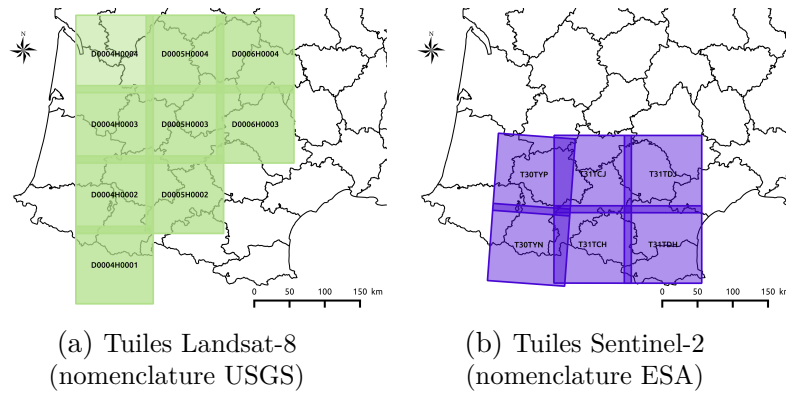 N
D0004H0004 D0005H0004 D0006H0004
D0004H0003 D0005H0003 D0006H0003
D0004H0002 D0005H0002
D0004H0001
0 50 100 150 km
(a) Tuiles Landsat-8
(nomenclature USGS)
N
T30TYP T31TCJ T31TDJ
T30TYN T31TCH T31TDH
0 50 100 150 km
(b) Tuiles Sentinel-2
(nomenclature ESA)